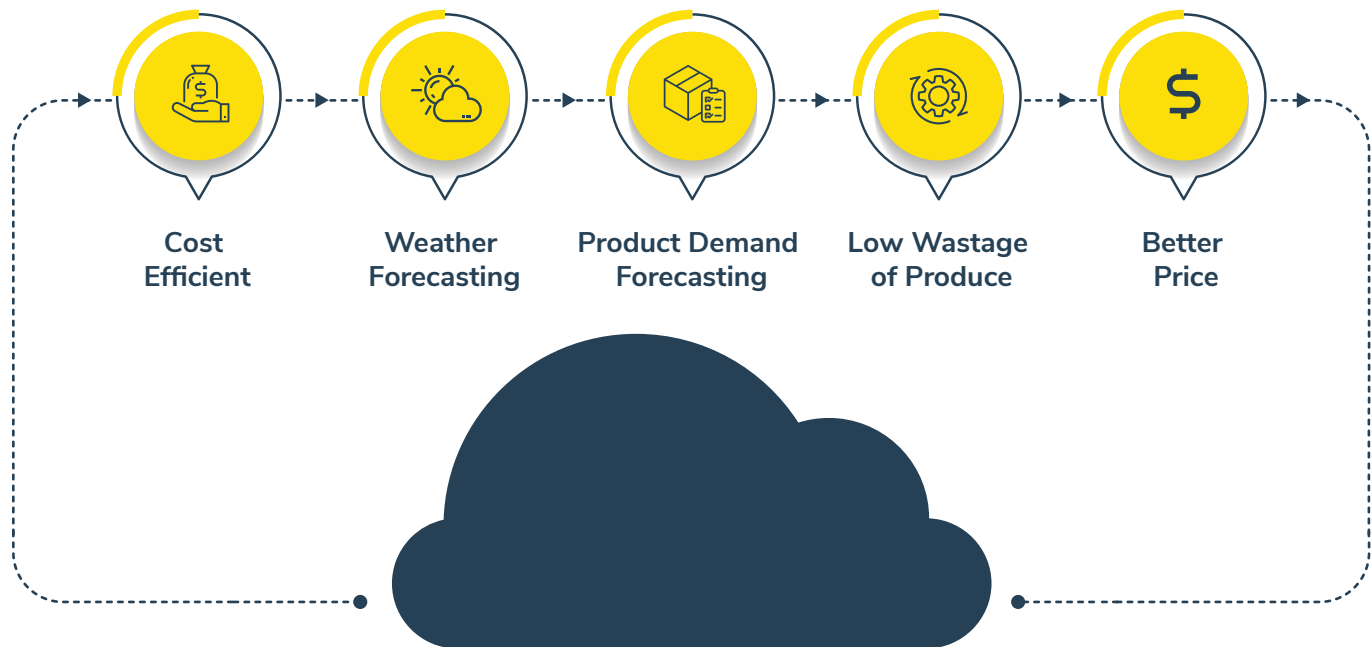 Cost
Efficient
Weather
Forecasting
Product Demand
Forecasting
Low Wastage
of Produce
Better
Price